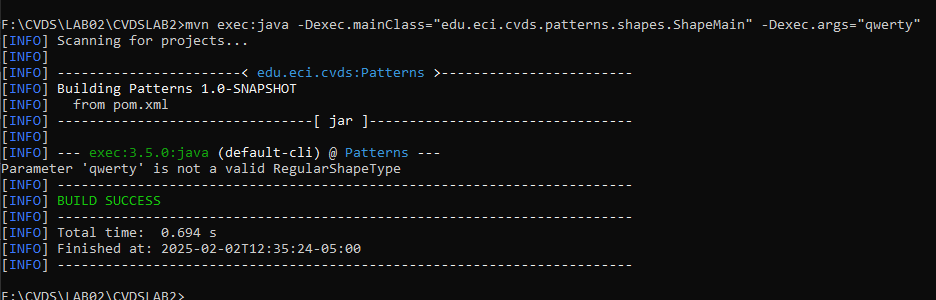 F:\CVDS\LAB02\CVDSLAB2>mvn exec:java -Dexec.mainClass="edu.eci.cvds.patterns.shapes.ShapeMain" -Dexec.args="qwerty"
[INFO] Scanning for projects...
[INFO]
[INFO] -----------------------< edu.eci.cvds:Patterns >------------------------
[INFO] Building Patterns 1.0-SNAPSHOT
[INFO]   from pom.xml
[INFO] --------------------------------[ jar ]---------------------------------
[INFO]
[INFO] --- exec:3.5.0:java (default-cli) @ Patterns ---
Parameter 'qwerty' is not a valid RegularShapeType
[INFO] ------------------------------------------------------------------------
[INFO] BUILD SUCCESS
[INFO] ------------------------------------------------------------------------
[INFO] Total time:  0.694 s
[INFO] Finished at: 2025-02-02T12:35:24-05:00
[INFO] ------------------------------------------------------------------------
F:\CVDS\LAB02\CVDSLAB2>